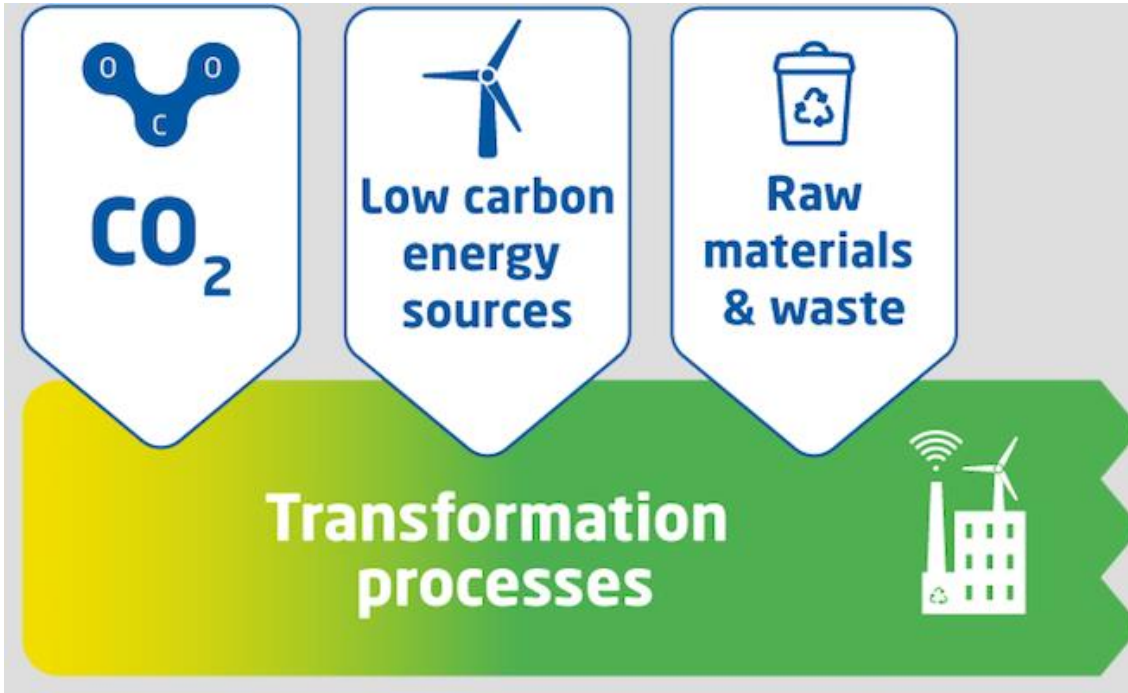 O O
C
CO₂
Low carbon
energy
sources
Raw
materials
& waste
Transformation
processes